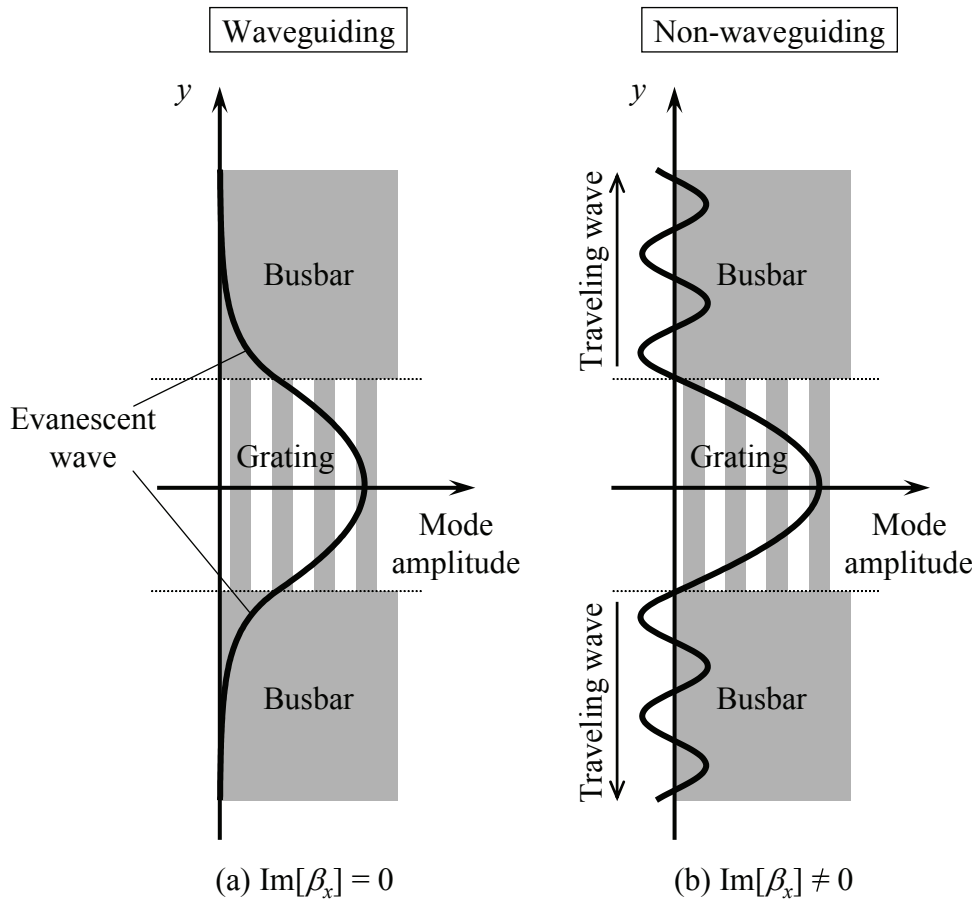 Waveguiding
y
Busbar
Evanescent
wave
Grating
Mode
amplitude
Busbar
(a) Im[βₓ] = 0
Non-waveguiding
y
Traveling wave
Busbar
Grating
Mode
amplitude
Traveling wave
Busbar
(b) Im[βₓ] ≠ 0